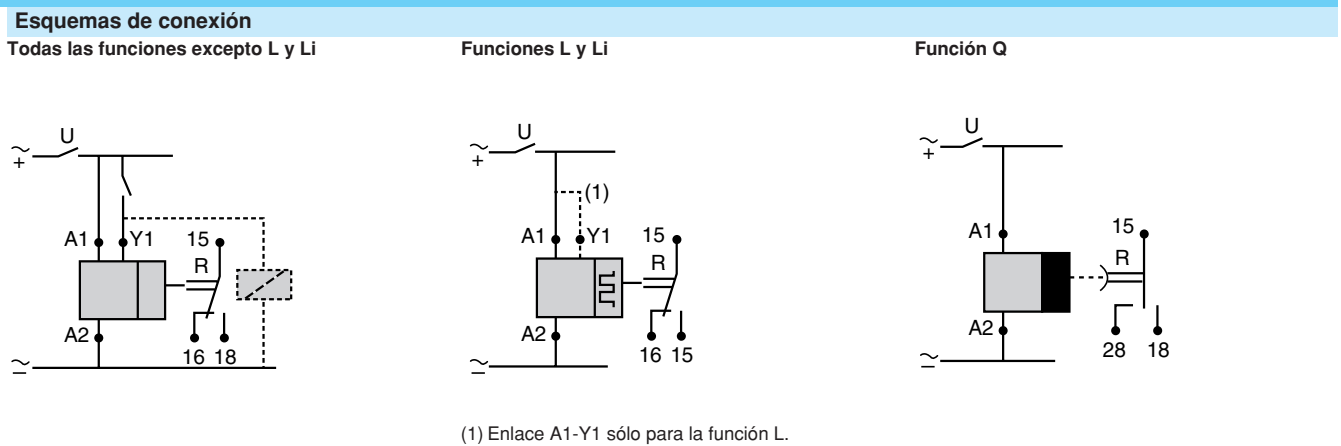 Esquemas de conexión
Todas las funciones excepto L y Li
Funciones L y Li
Función Q
U
~
+
A1
Y1
15
R
A2
16 18
~
–
U
~
+
(1)
A1
Y1
15
R
A2
16 15
~
–
U
~
+
A1
15
R
A2
28 18
~
–
(1) Enlace A1-Y1 sólo para la función L.